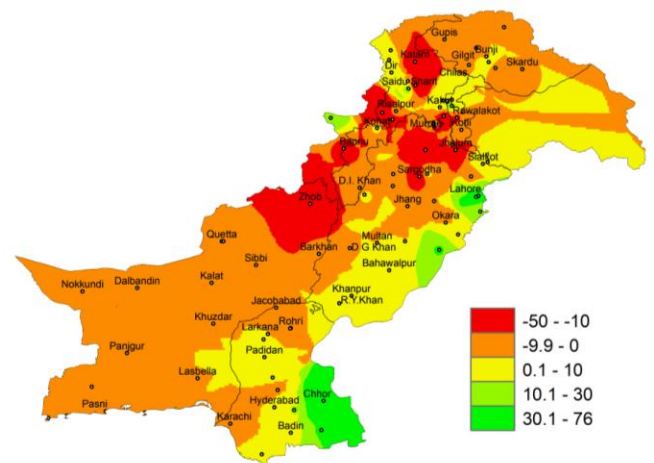 Gupis
Bunji
Gilgit
Kalam
Skardu
Dir
Chilas
Saidu Sharif
Kakul
Risalpur
Rawalakot
Kohat
Kotli
Bannu
Jhelum
Sialkot
Sargodha
D.I. Khan
Lahore
Zhob
Jhang
Okara
Quetta
Multan
Barkhan
D G Khan
Sibbi
Bahawalpur
Kalat
Nokkundi
Dalbandin
Khanpur
R.Y.Khan
Jacobabad
Khuzdar
Rohri
Larkana
Panjgur
Padidan
Lasbella
Chhor
Pasni
Hyderabad
Karachi
Badin
-50 - -10
-9.9 - 0
0.1 - 10
10.1 - 30
30.1 - 76